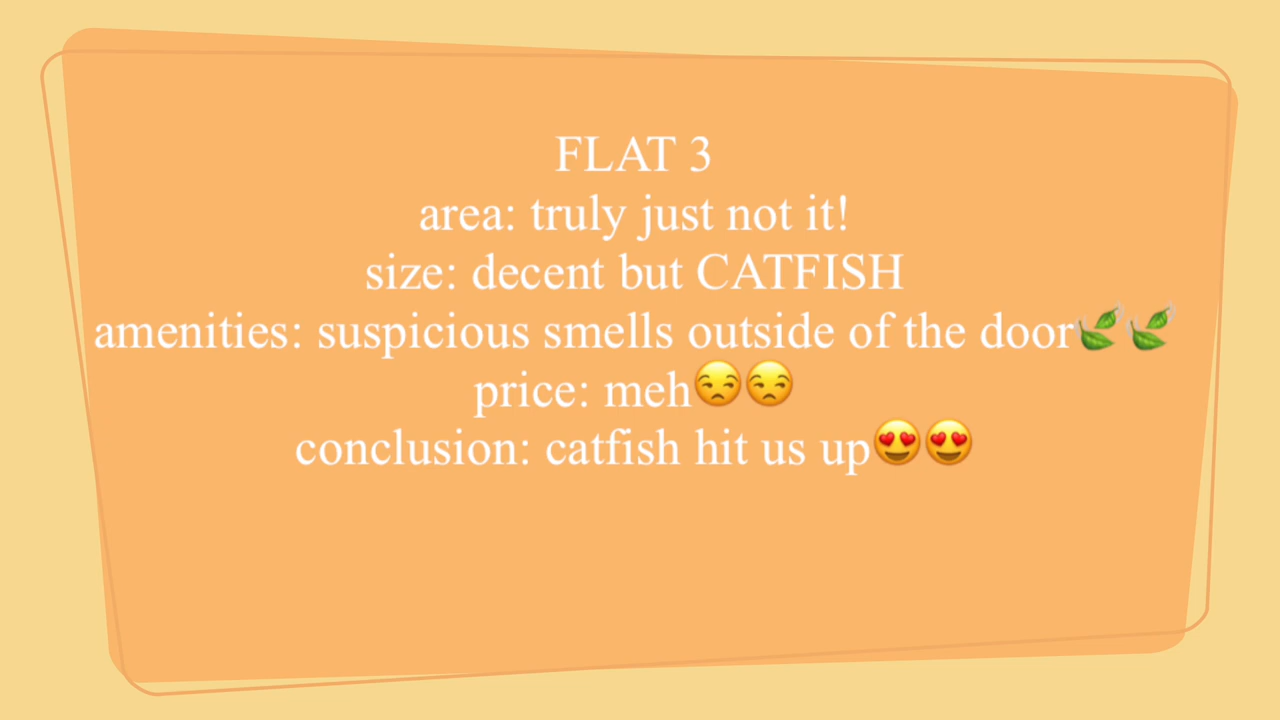 FLAT 3
area: truly just not it!
size: decent but CATFISH
amenities: suspicious smells outside of the door🌿🌿
price: meh😒😒
conclusion: catfish hit us up😍😍